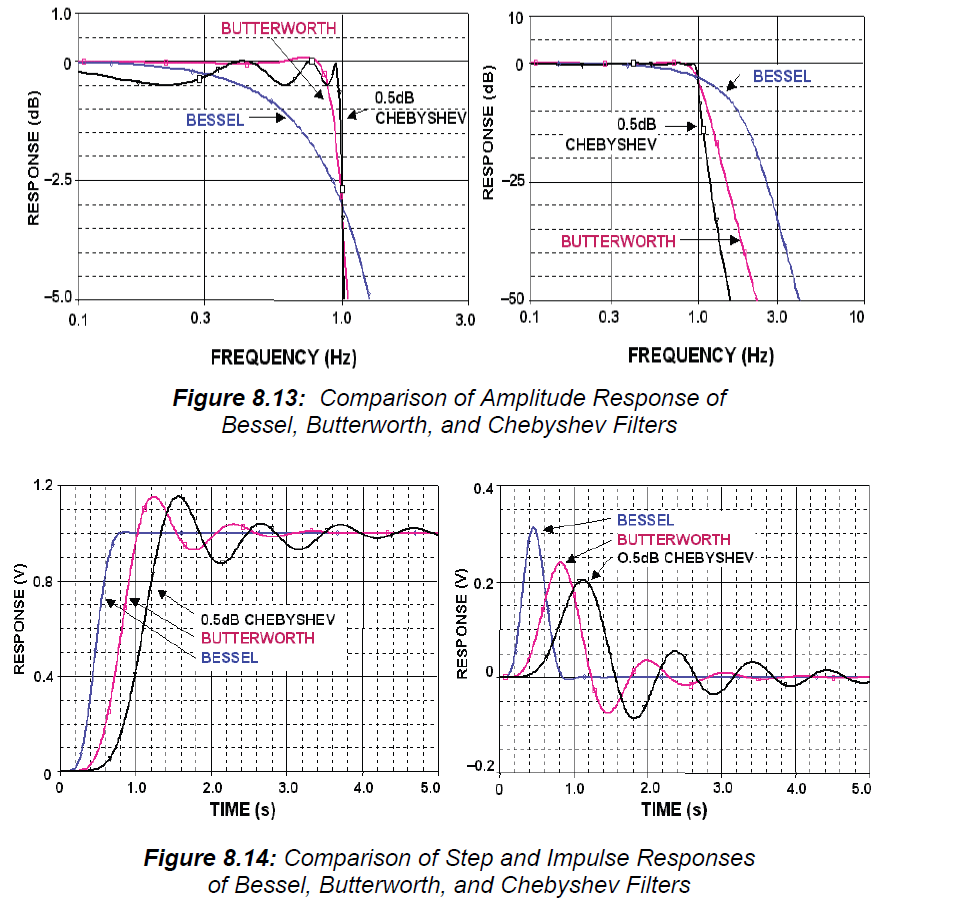 1.0
0
−2.5
−5.0
RESPONSE (dB)
BUTTERWORTH
0.5dB
CHEBYSHEV
BESSEL
0.1
0.3
1.0
3.0
FREQUENCY (Hz)
10
0
−25
−50
RESPONSE (dB)
BESSEL
0.5dB
CHEBYSHEV
BUTTERWORTH
0.1
0.3
1.0
3.0
10
FREQUENCY (Hz)
Figure 8.13: Comparison of Amplitude Response of
Bessel, Butterworth, and Chebyshev Filters
1.2
0.8
0.4
0
RESPONSE (V)
0.5dB CHEBYSHEV
BUTTERWORTH
BESSEL
0
1.0
2.0
3.0
4.0
5.0
TIME (s)
0.4
0.2
0
−0.2
RESPONSE (V)
BESSEL
BUTTERWORTH
0.5dB CHEBYSHEV
0
1.0
2.0
3.0
4.0
5.0
TIME (s)
Figure 8.14: Comparison of Step and Impulse Responses
of Bessel, Butterworth, and Chebyshev Filters